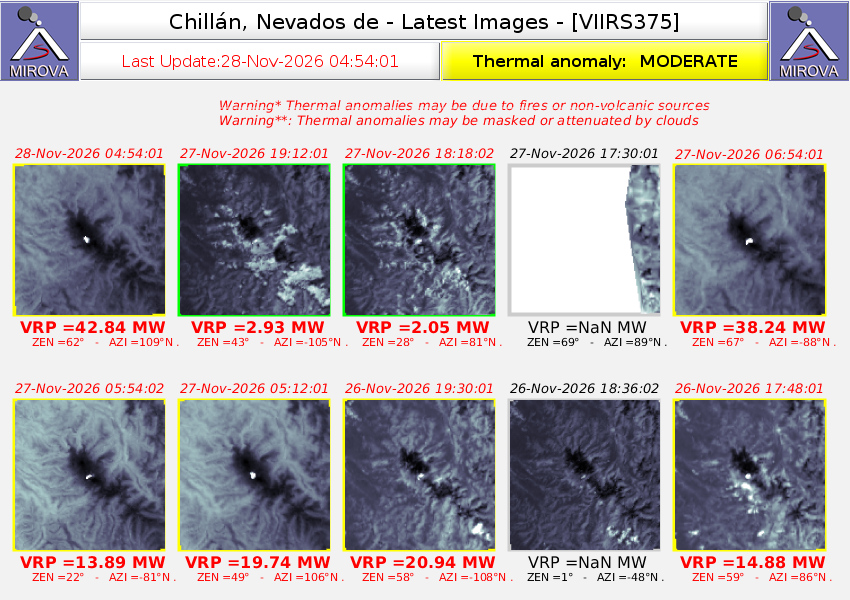 Chillán, Nevados de - Latest Images - [VIIRS375]
MIROVA
Last Update:28-Nov-2026 04:54:01
Thermal anomaly: MODERATE
MIROVA
Warning* Thermal anomalies may be due to fires or non-volcanic sources
Warning**: Thermal anomalies may be masked or attenuated by clouds
28-Nov-2026 04:54:01
27-Nov-2026 19:12:01
27-Nov-2026 18:18:02
27-Nov-2026 17:30:01
27-Nov-2026 06:54:01
VRP =42.84 MW
VRP =2.93 MW
VRP =2.05 MW
VRP =NaN MW
VRP =38.24 MW
ZEN =62° - AZI =109°N .
ZEN =43° - AZI =-105°N .
ZEN =28° - AZI =81°N .
ZEN =69° - AZI =89°N .
ZEN =67° - AZI =-88°N .
27-Nov-2026 05:54:02
27-Nov-2026 05:12:01
26-Nov-2026 19:30:01
26-Nov-2026 18:36:02
26-Nov-2026 17:48:01
VRP =13.89 MW
VRP =19.74 MW
VRP =20.94 MW
VRP =NaN MW
VRP =14.88 MW
ZEN =22° - AZI =-81°N .
ZEN =49° - AZI =106°N .
ZEN =58° - AZI =-108°N .
ZEN =1° - AZI =-48°N .
ZEN =59° - AZI =86°N .